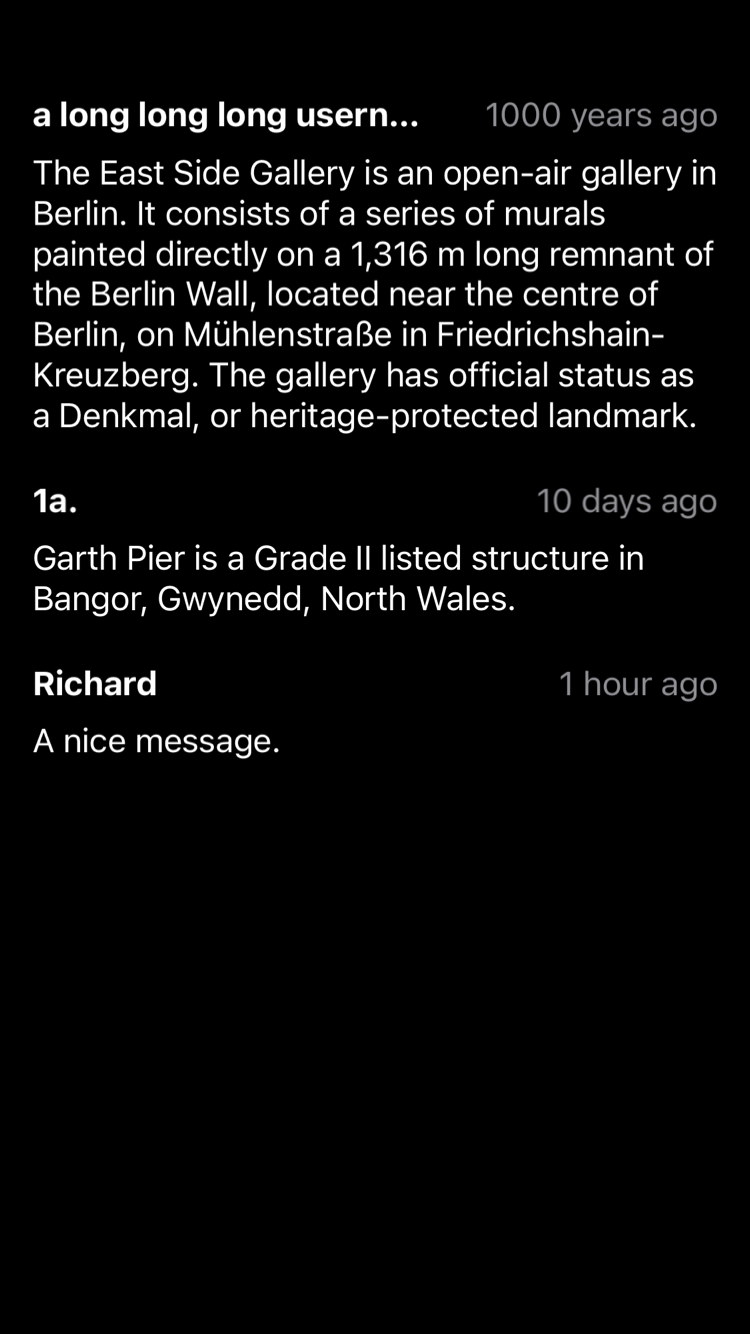 a long long long usern... 1000 years ago
The East Side Gallery is an open-air gallery in
Berlin. It consists of a series of murals
painted directly on a 1,316 m long remnant of
the Berlin Wall, located near the centre of
Berlin, on Mühlenstraße in Friedrichshain-
Kreuzberg. The gallery has official status as
a Denkmal, or heritage-protected landmark.
1a. 10 days ago
Garth Pier is a Grade II listed structure in
Bangor, Gwynedd, North Wales.
Richard 1 hour ago
A nice message.